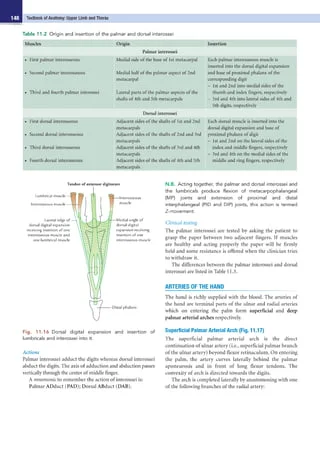 148 Textbook of Anatomy: Upper Limb and Thorax
Table 11.2 Origin and insertion of the palmar and dorsal interossei
Muscles Origin Insertion
Palmar interossei
• First palmar interosseous Medial side of the base of 1st metacarpal Each palmar interosseous muscle is
inserted into the dorsal digital expansion
• Second palmar interosseous Medial half of the palmar aspect of 2nd and base of proximal phalanx of the
metacarpal corresponding digit
– 1st and 2nd into medial sides of the
• Third and fourth palmar interossei Lateral parts of the palmar aspects of the thumb and index fingers, respectively
shafts of 4th and 5th metacarpals – 3rd and 4th into lateral sides of 4th and
5th digits, respectively
Dorsal interossei
• First dorsal interosseous Adjacent sides of the shafts of 1st and 2nd Each dorsal muscle is inserted into the
metacarpals dorsal digital expansion and base of
• Second dorsal interosseous Adjacent sides of the shafts of 2nd and 3rd proximal phalanx of digit
metacarpals – 1st and 2nd on the lateral side of the
• Third dorsal interosseous Adjacent sides of the shafts of 3rd and 4th index and middle fingers, respectively
metacarpals – 3rd and 4th on the medial sides of the
• Fourth dorsal interosseous Adjacent sides of the shafts of 4th and 5th middle and ring fingers, respectively
metacarpals
Tendon of extensor digitorum
Lumbrical muscle
Interosseous muscle
Interosseous
muscle
Lateral edge of
dorsal digital expansion
receiving insertion of one
interosseous muscle and
one lumbrical muscle
Medial edge of
dorsal digital
expansion receiving
insertion of one
interosseous muscle
Distal phalanx
Fig. 11.16 Dorsal digital expansion and insertion of
lumbricals and interossei into it.
Actions
Palmar interossei adduct the digits whereas dorsal interossei
abduct the digits. The axis of adduction and abduction passes
vertically through the center of middle finger.
A mnemonic to remember the action of interossei is:
Palmar ADduct (PAD); Dorsal ABduct (DAB).
N.B. Acting together, the palmar and dorsal interossei and
the lumbricals produce flexion of metacarpophalangeal
(MP) joints and extension of proximal and distal
interphalangeal (PIP and DIP) joints, this action is termed
Z-movement.
Clinical testing
The palmar interossei are tested by asking the patient to
grasp the paper between two adjacent fingers. If muscles
are healthy and acting properly the paper will be firmly
held and some resistance is offered when the clinician tries
to withdraw it.
The differences between the palmar interossei and dorsal
interossei are listed in Table 11.3.
ARTERIES OF THE HAND
The hand is richly supplied with blood. The arteries of
the hand are terminal parts of the ulnar and radial arteries
which on entering the palm form superficial and deep
palmar arterial arches respectively.
Superficial Palmar Arterial Arch (Fig. 11.17)
The superficial palmar arterial arch is the direct
continuation of ulnar artery (i.e., superficial palmar branch
of the ulnar artery) beyond flexor retinaculum. On entering
the palm, the artery curves laterally behind the palmar
aponeurosis and in front of long flexor tendons. The
convexity of arch is directed towards the digits.
The arch is completed laterally by anastomosing with one
of the following branches of the radial artery: